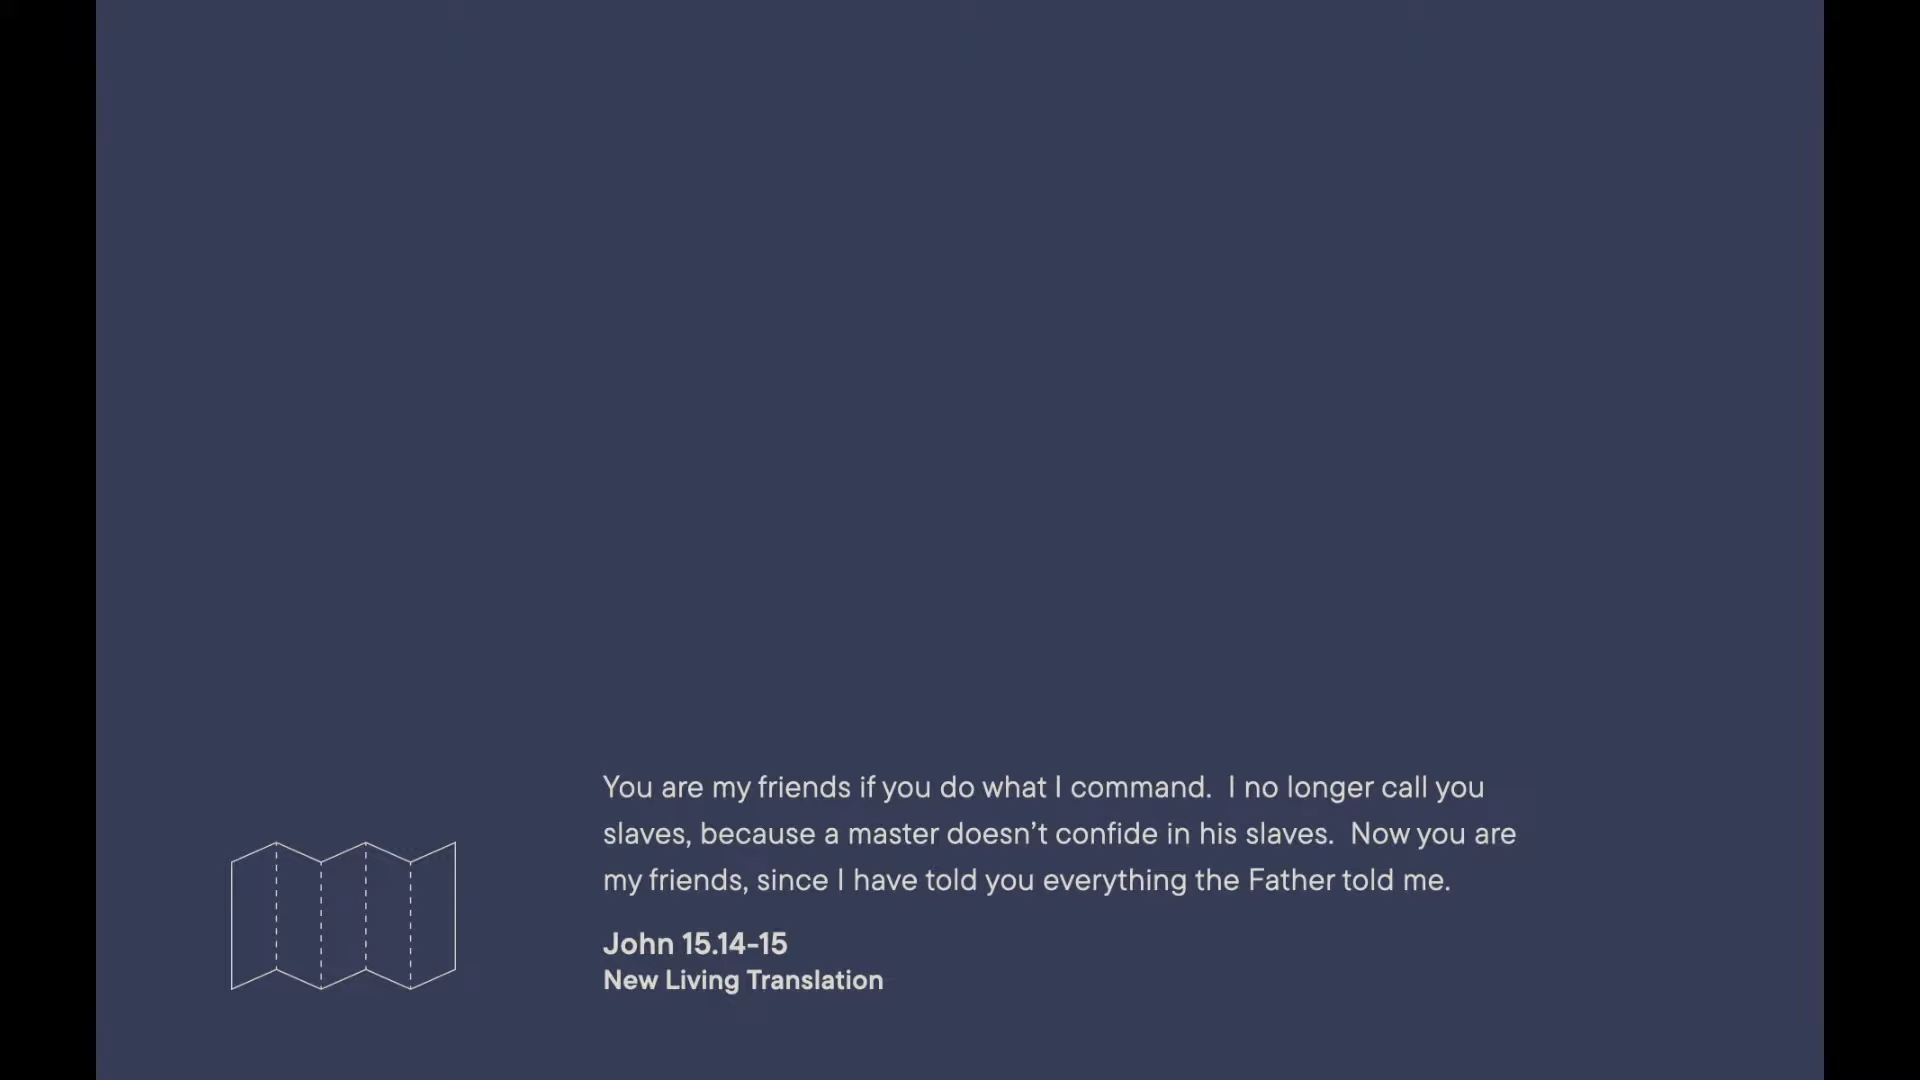 You are my friends if you do what I command.  I no longer call you
slaves, because a master doesn’t confide in his slaves.  Now you are
my friends, since I have told you everything the Father told me.
John 15.14-15
New Living Translation